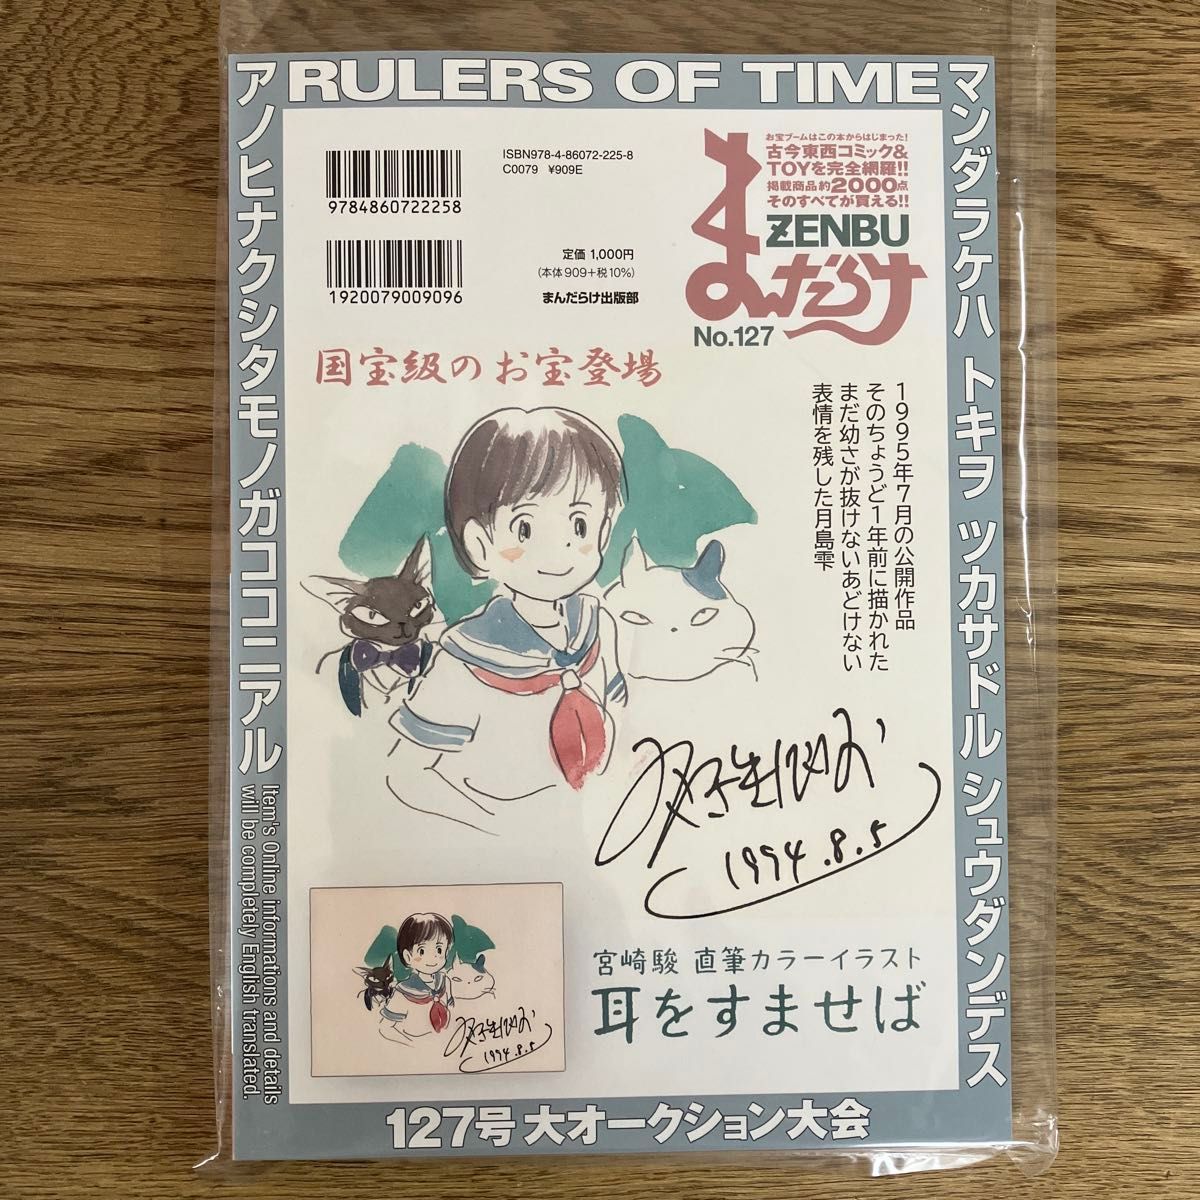 RULERS OF TIME
アノヒナクシタモノガココニアル
マンダラケハ トキヲ ツカサドル シュウダンデス
ISBN978-4-86072-225-8
C0079 ¥909E
9784860722258
定価 1,000円
(本体 909+税10%)
まんだらけ出版部
1920079009096
お宝ブームはこの本からはじまった!
古今東西コミック&
TOYを完全網羅!!
掲載商品約2000点
そのすべてが買える!!
ZENBU
まんだらけ
No.127
国宝級のお宝登場
1995年7月の公開作品
そのちょうど1年前に描かれた
まだ幼さが抜けないあどけない
表情を残した月島雫
1994.8.5
宮崎駿 直筆カラーイラスト
耳をすませば
1994.8.5
Item's Online informations and details
will be completely English translated.
127号 大オークション大会